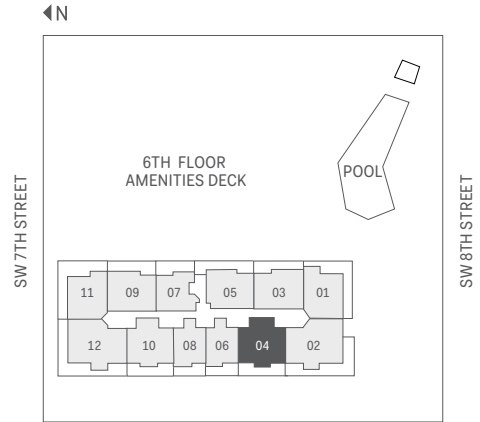 N
SW 7TH STREET
6TH FLOOR
AMENITIES DECK
POOL
SW 8TH STREET
11 09 07 05 03 01
12 10 08 06 04 02